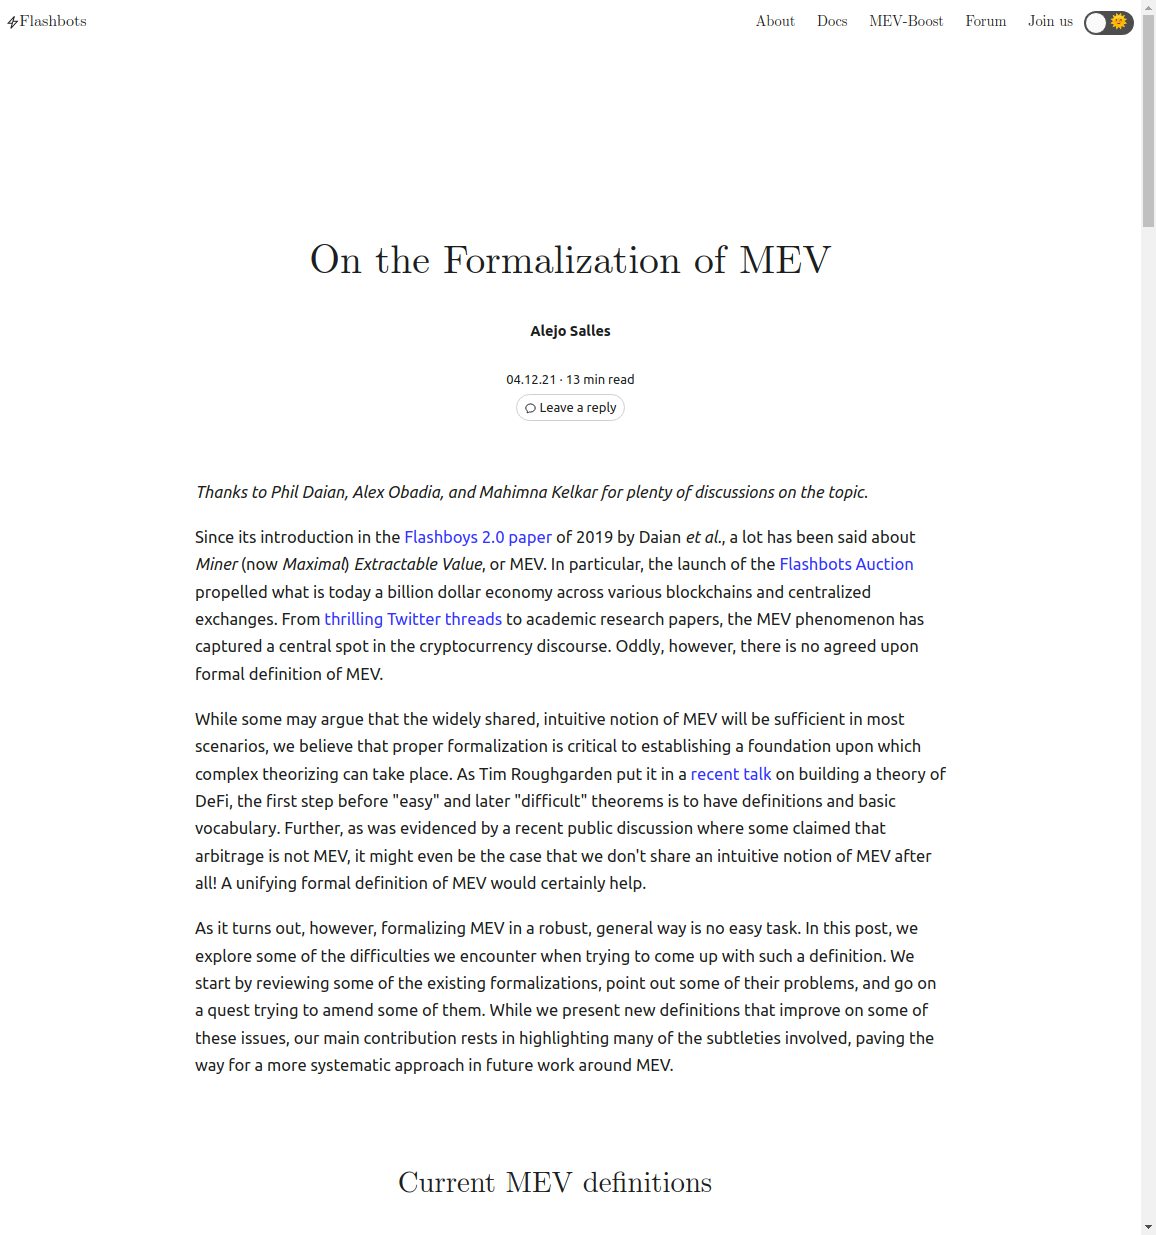 Flashbots
About Docs MEV-Boost Forum Join us
On the Formalization of MEV
Alejo Salles
04.12.21 · 13 min read
Leave a reply
Thanks to Phil Daian, Alex Obadia, and Mahimna Kelkar for plenty of discussions on the topic.
Since its introduction in the Flashboys 2.0 paper of 2019 by Daian et al., a lot has been said about
Miner (now Maximal) Extractable Value, or MEV. In particular, the launch of the Flashbots Auction
propelled what is today a billion dollar economy across various blockchains and centralized
exchanges. From thrilling Twitter threads to academic research papers, the MEV phenomenon has
captured a central spot in the cryptocurrency discourse. Oddly, however, there is no agreed upon
formal definition of MEV.
While some may argue that the widely shared, intuitive notion of MEV will be sufficient in most
scenarios, we believe that proper formalization is critical to establishing a foundation upon which
complex theorizing can take place. As Tim Roughgarden put it in a recent talk on building a theory of
DeFi, the first step before "easy" and later "difficult" theorems is to have definitions and basic
vocabulary. Further, as was evidenced by a recent public discussion where some claimed that
arbitrage is not MEV, it might even be the case that we don't share an intuitive notion of MEV after
all! A unifying formal definition of MEV would certainly help.
As it turns out, however, formalizing MEV in a robust, general way is no easy task. In this post, we
explore some of the difficulties we encounter when trying to come up with such a definition. We
start by reviewing some of the existing formalizations, point out some of their problems, and go on
a quest trying to amend some of them. While we present new definitions that improve on some of
these issues, our main contribution rests in highlighting many of the subtleties involved, paving the
way for a more systematic approach in future work around MEV.
Current MEV definitions